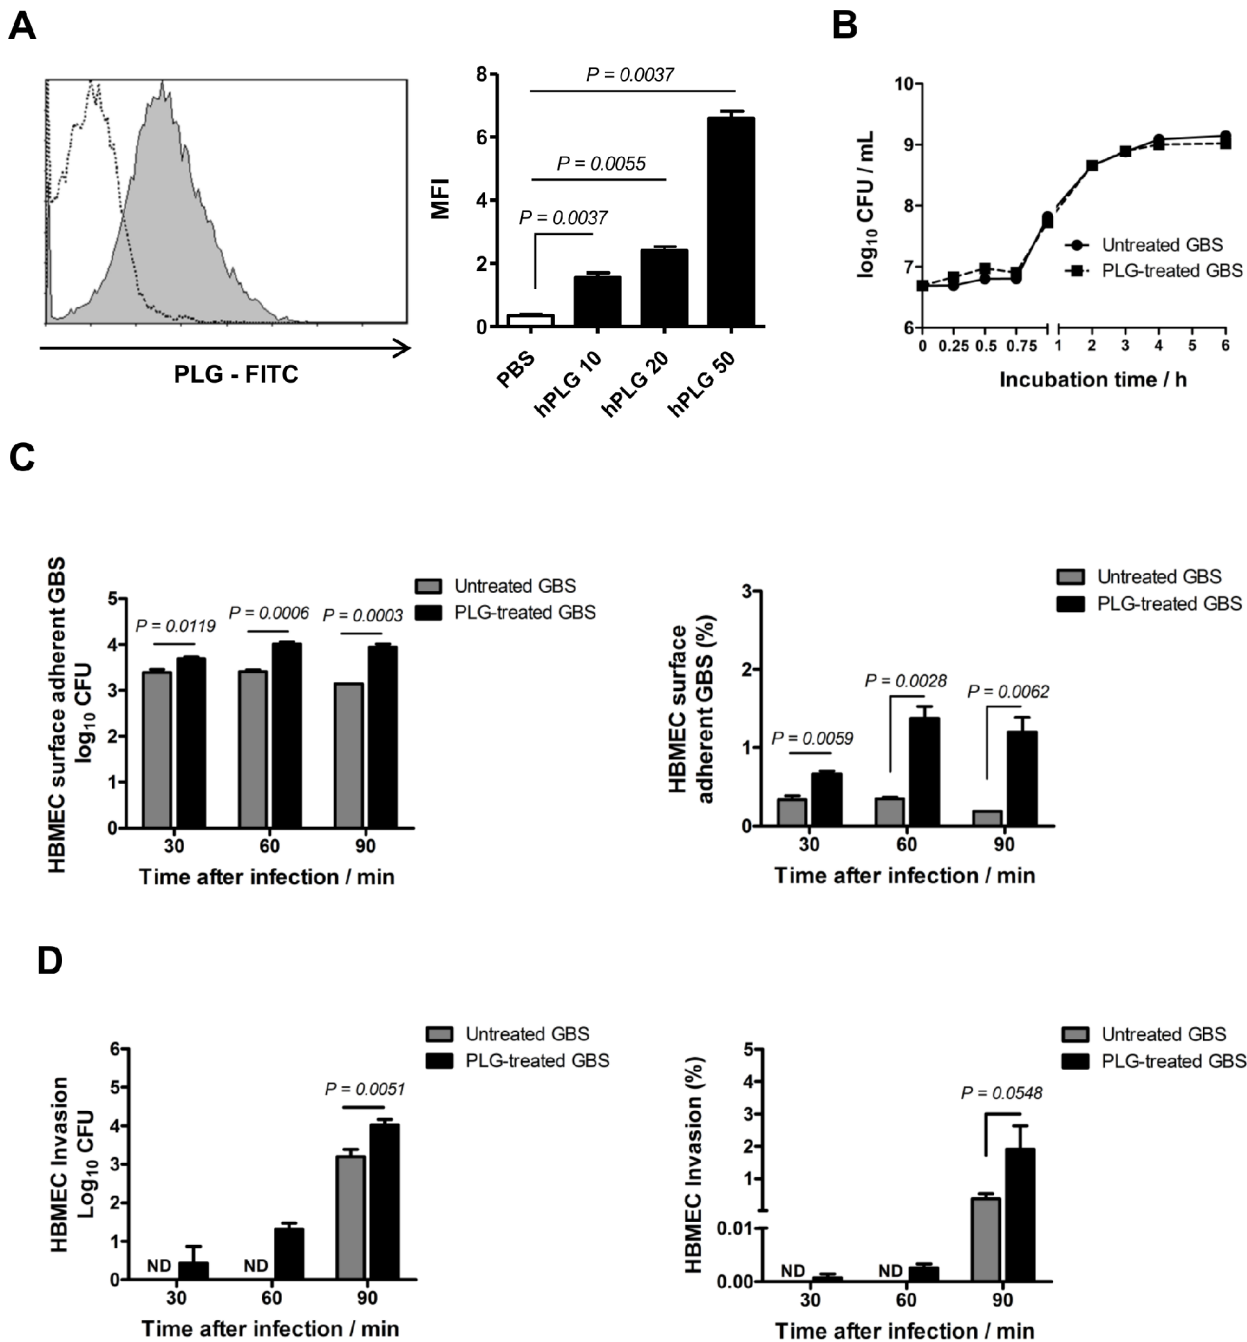 A
PLG - FITC
MFI
8
6
4
2
0
P = 0.0037
P = 0.0055
P = 0.0037
PBS
hPLG 10
hPLG 20
hPLG 50
B
log10 CFU / mL
10
9
8
7
6
Untreated GBS
PLG-treated GBS
0 0.25 0.5 0.75 1 2 3 4 5 6
Incubation time / h
C
HBMEC surface adherent GBS
log10 CFU
5
4
3
2
1
0
Untreated GBS
PLG-treated GBS
P = 0.0119
P = 0.0006
P = 0.0003
30 60 90
Time after infection / min
HBMEC surface
adherent GBS (%)
3
2
1
0
Untreated GBS
PLG-treated GBS
P = 0.0059
P = 0.0028
P = 0.0062
30 60 90
Time after infection / min
D
HBMEC Invasion
Log10 CFU
6
5
4
3
2
1
0
Untreated GBS
PLG-treated GBS
P = 0.0051
ND ND
30 60 90
Time after infection / min
HBMEC Invasion (%)
5
4
3
2
1
0.01
0.00
Untreated GBS
PLG-treated GBS
P = 0.0548
ND ND
30 60 90
Time after infection / min